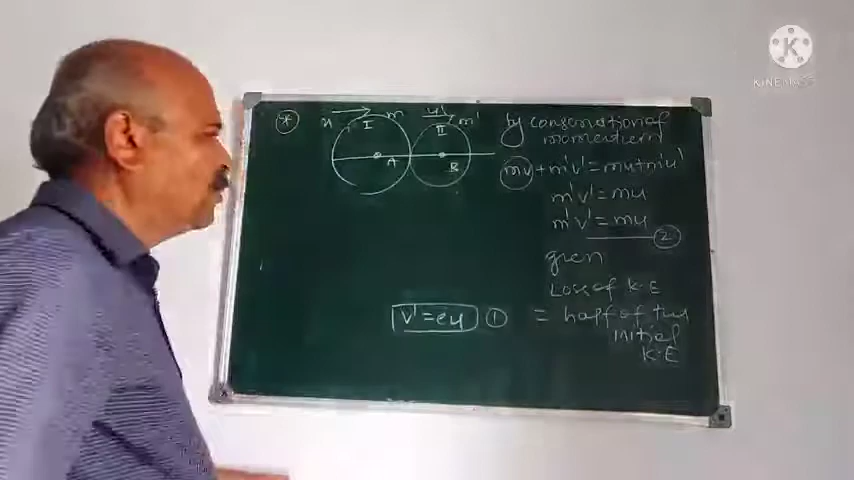 *
u → I m
u' II m'
A
B
by conservation of
momentum
mv + m'v' = mu + m'u'
m'v' = mu
m'v' = mu ②
given
Loss of K.E
= half of the
initial
K.E
v' = eu ①
K
KINEMASTER